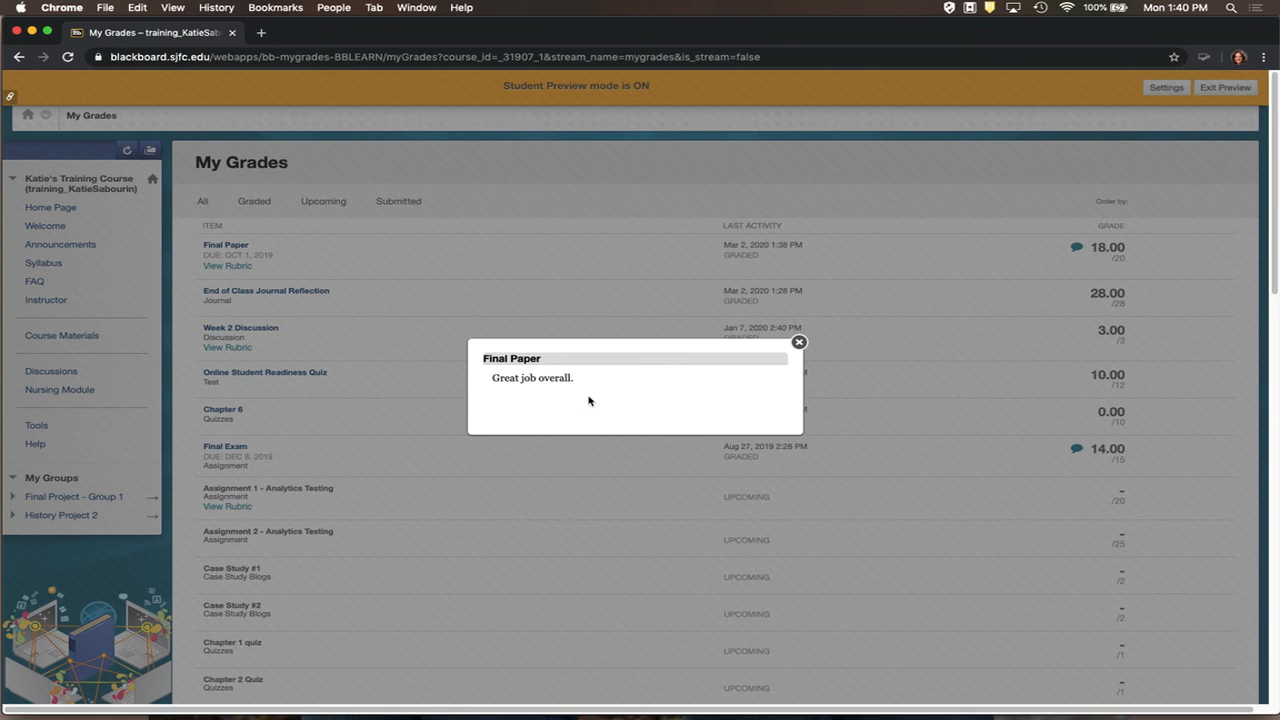 Chrome File Edit View History Bookmarks People Tab Window Help 100% Mon 1:40 PM
Bb My Grades – training_KatieSab
blackboard.sjfc.edu/webapps/bb-mygrades-BBLEARN/myGrades?course_id=_31907_1&stream_name=mygrades&is_stream=false
Student Preview mode is ON
Settings Exit Preview
My Grades
Katie's Training Course
(training_KatieSabourin)
Home Page
Welcome
Announcements
Syllabus
FAQ
Instructor
Course Materials
Discussions
Nursing Module
Tools
Help
My Groups
Final Project - Group 1
History Project 2
My Grades
All Graded Upcoming Submitted Order by:
ITEM LAST ACTIVITY GRADE
Final Paper Mar 2, 2020 1:38 PM 18.00
DUE: OCT 1, 2019 GRADED /20
View Rubric
End of Class Journal Reflection Mar 2, 2020 1:28 PM 28.00
Journal GRADED /28
Week 2 Discussion Jan 7, 2020 2:40 PM 3.00
Discussion /3
View Rubric
Final Paper
Great job overall.
Online Student Readiness Quiz 10.00
Test /12
Chapter 6 0.00
Quizzes /10
Final Exam Aug 27, 2019 2:28 PM 14.00
DUE: DEC 8, 2019 GRADED /15
Assignment
Assignment 1 - Analytics Testing -
Assignment UPCOMING /20
View Rubric
Assignment 2 - Analytics Testing -
Assignment UPCOMING /25
Case Study #1 -
Case Study Blogs UPCOMING /2
Case Study #2 -
Case Study Blogs UPCOMING /2
Chapter 1 quiz -
Quizzes UPCOMING /1
Chapter 2 Quiz -
Quizzes UPCOMING /1